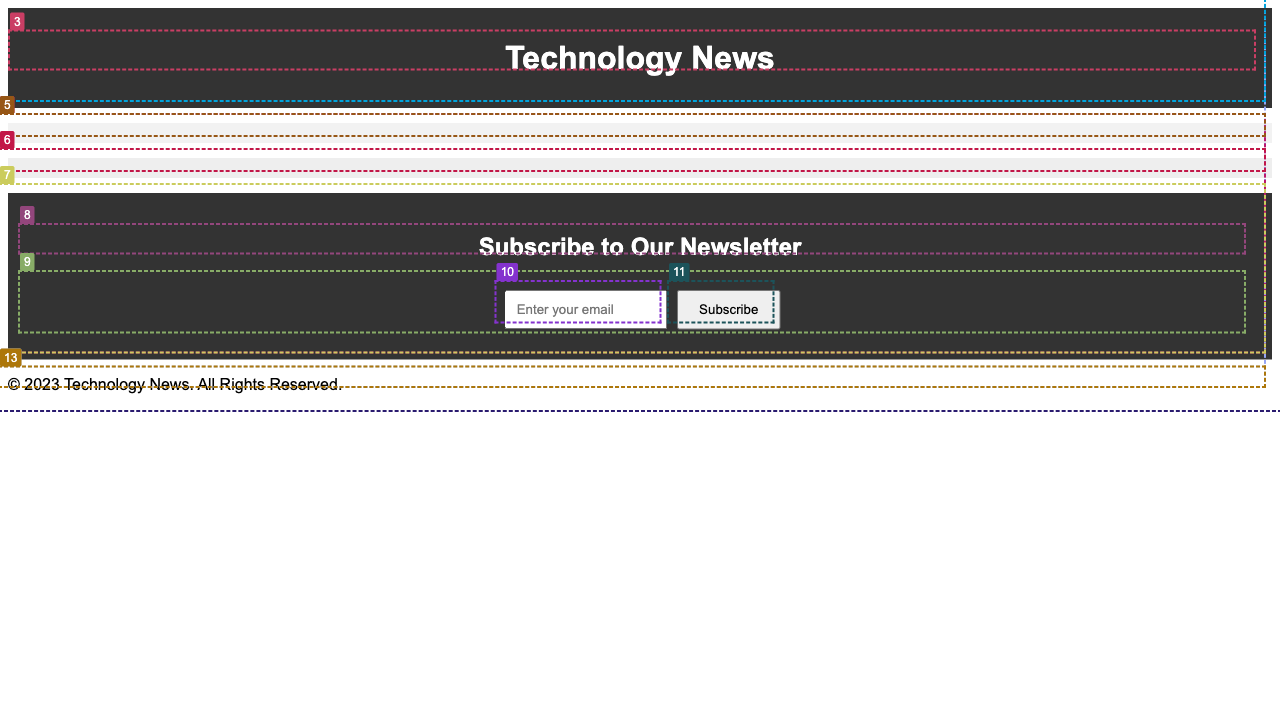 3
Technology News
5
6
7
8
Subscribe to Our Newsletter
9
10 11
Enter your email Subscribe
13
© 2023 Technology News. All Rights Reserved.